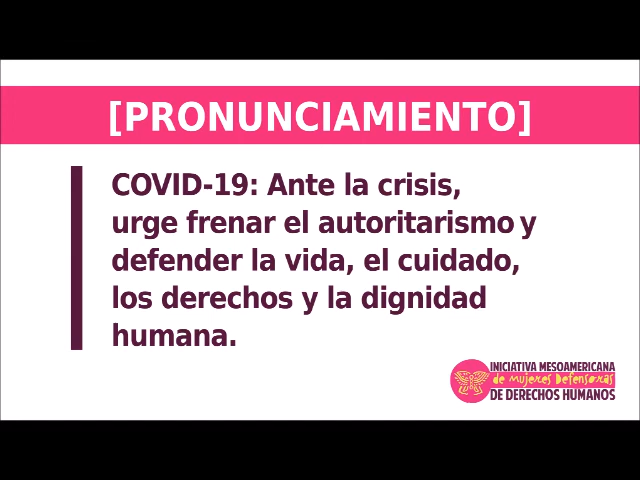 [PRONUNCIAMIENTO]
COVID-19: Ante la crisis,
urge frenar el autoritarismo y
defender la vida, el cuidado,
los derechos y la dignidad
humana.
INICIATIVA MESOAMERICANA
de mujeres Defensoras
DE DERECHOS HUMANOS